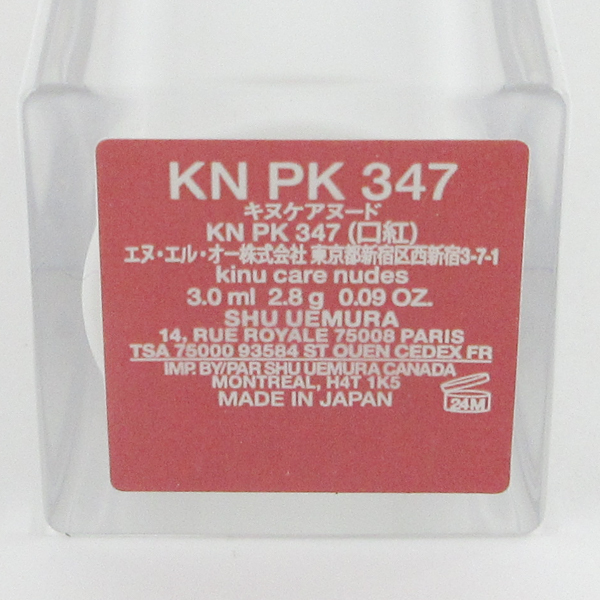 KN PK 347
キヌケアヌード
KN PK 347 (口紅)
エヌ・エル・オー株式会社 東京都新宿区西新宿3-7-1
kinu care nudes
3.0 ml 2.8 g 0.09 OZ.
SHU UEMURA
14, RUE ROYALE 75008 PARIS
TSA 75000 93584 ST OUEN CEDEX FR
IMP. BY/PAR SHU UEMURA CANADA
MONTREAL, H4T 1K5
MADE IN JAPAN
24M